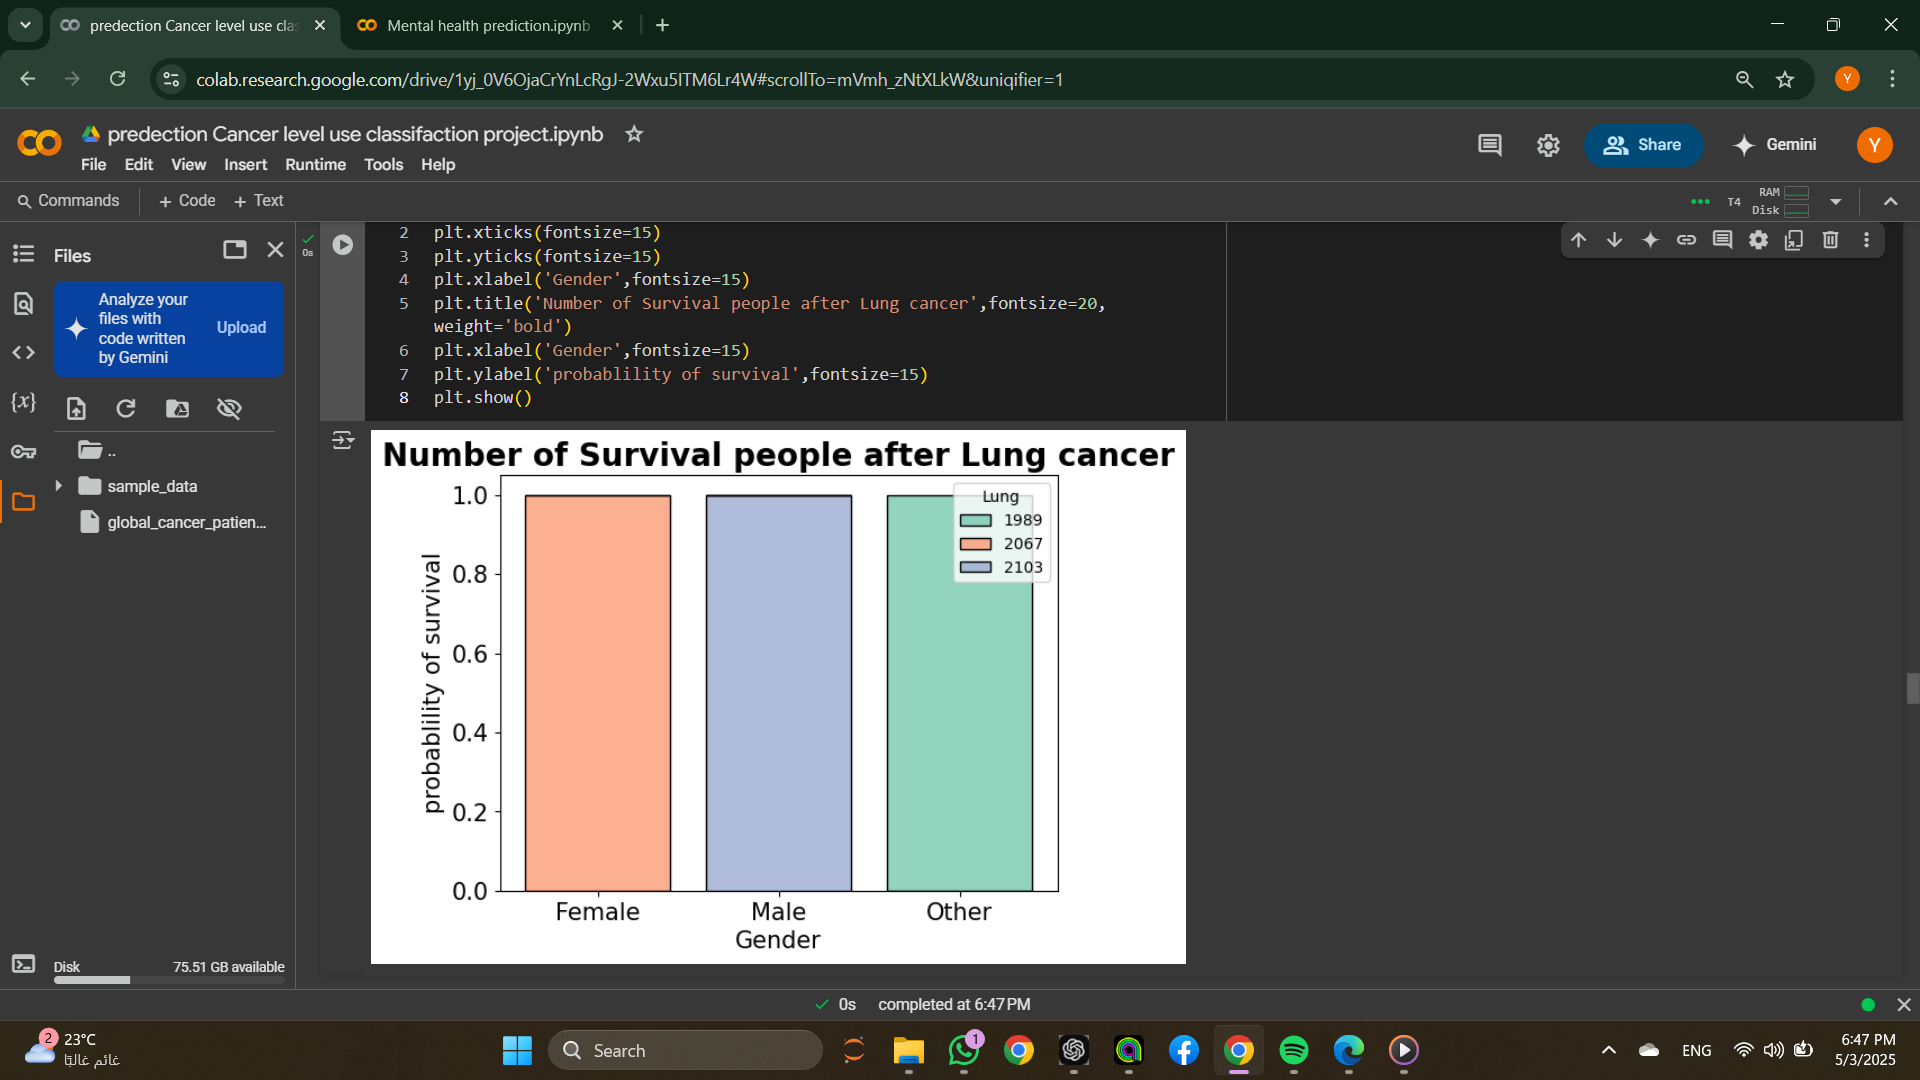 predection Cancer level use clas
Mental health prediction.ipynb
colab.research.google.com/drive/1yj_0V6OjaCrYnLcRgJ-2Wxu5ITM6Lr4W#scrollTo=mVmh_zNtXLkW&uniqifier=1
Y
predection Cancer level use classifaction project.ipynb
File Edit View Insert Runtime Tools Help
Share
Gemini
Y
Commands
+ Code + Text
T4
RAM
Disk
Files
Analyze your
files with
code written
by Gemini
Upload
..
sample_data
global_cancer_patien...
Disk
75.51 GB available
0s
2 plt.xticks(fontsize=15)
3 plt.yticks(fontsize=15)
4 plt.xlabel('Gender',fontsize=15)
5 plt.title('Number of Survival people after Lung cancer',fontsize=20,
weight='bold')
6 plt.xlabel('Gender',fontsize=15)
7 plt.ylabel('probablility of survival',fontsize=15)
8 plt.show()
Number of Survival people after Lung cancer
probablility of survival
1.0
0.8
0.6
0.4
0.2
0.0
Lung
1989
2067
2103
Female Male Other
Gender
0s completed at 6:47 PM
2
23°C
غائم غالبًا
Search
1
ENG
6:47 PM
5/3/2025